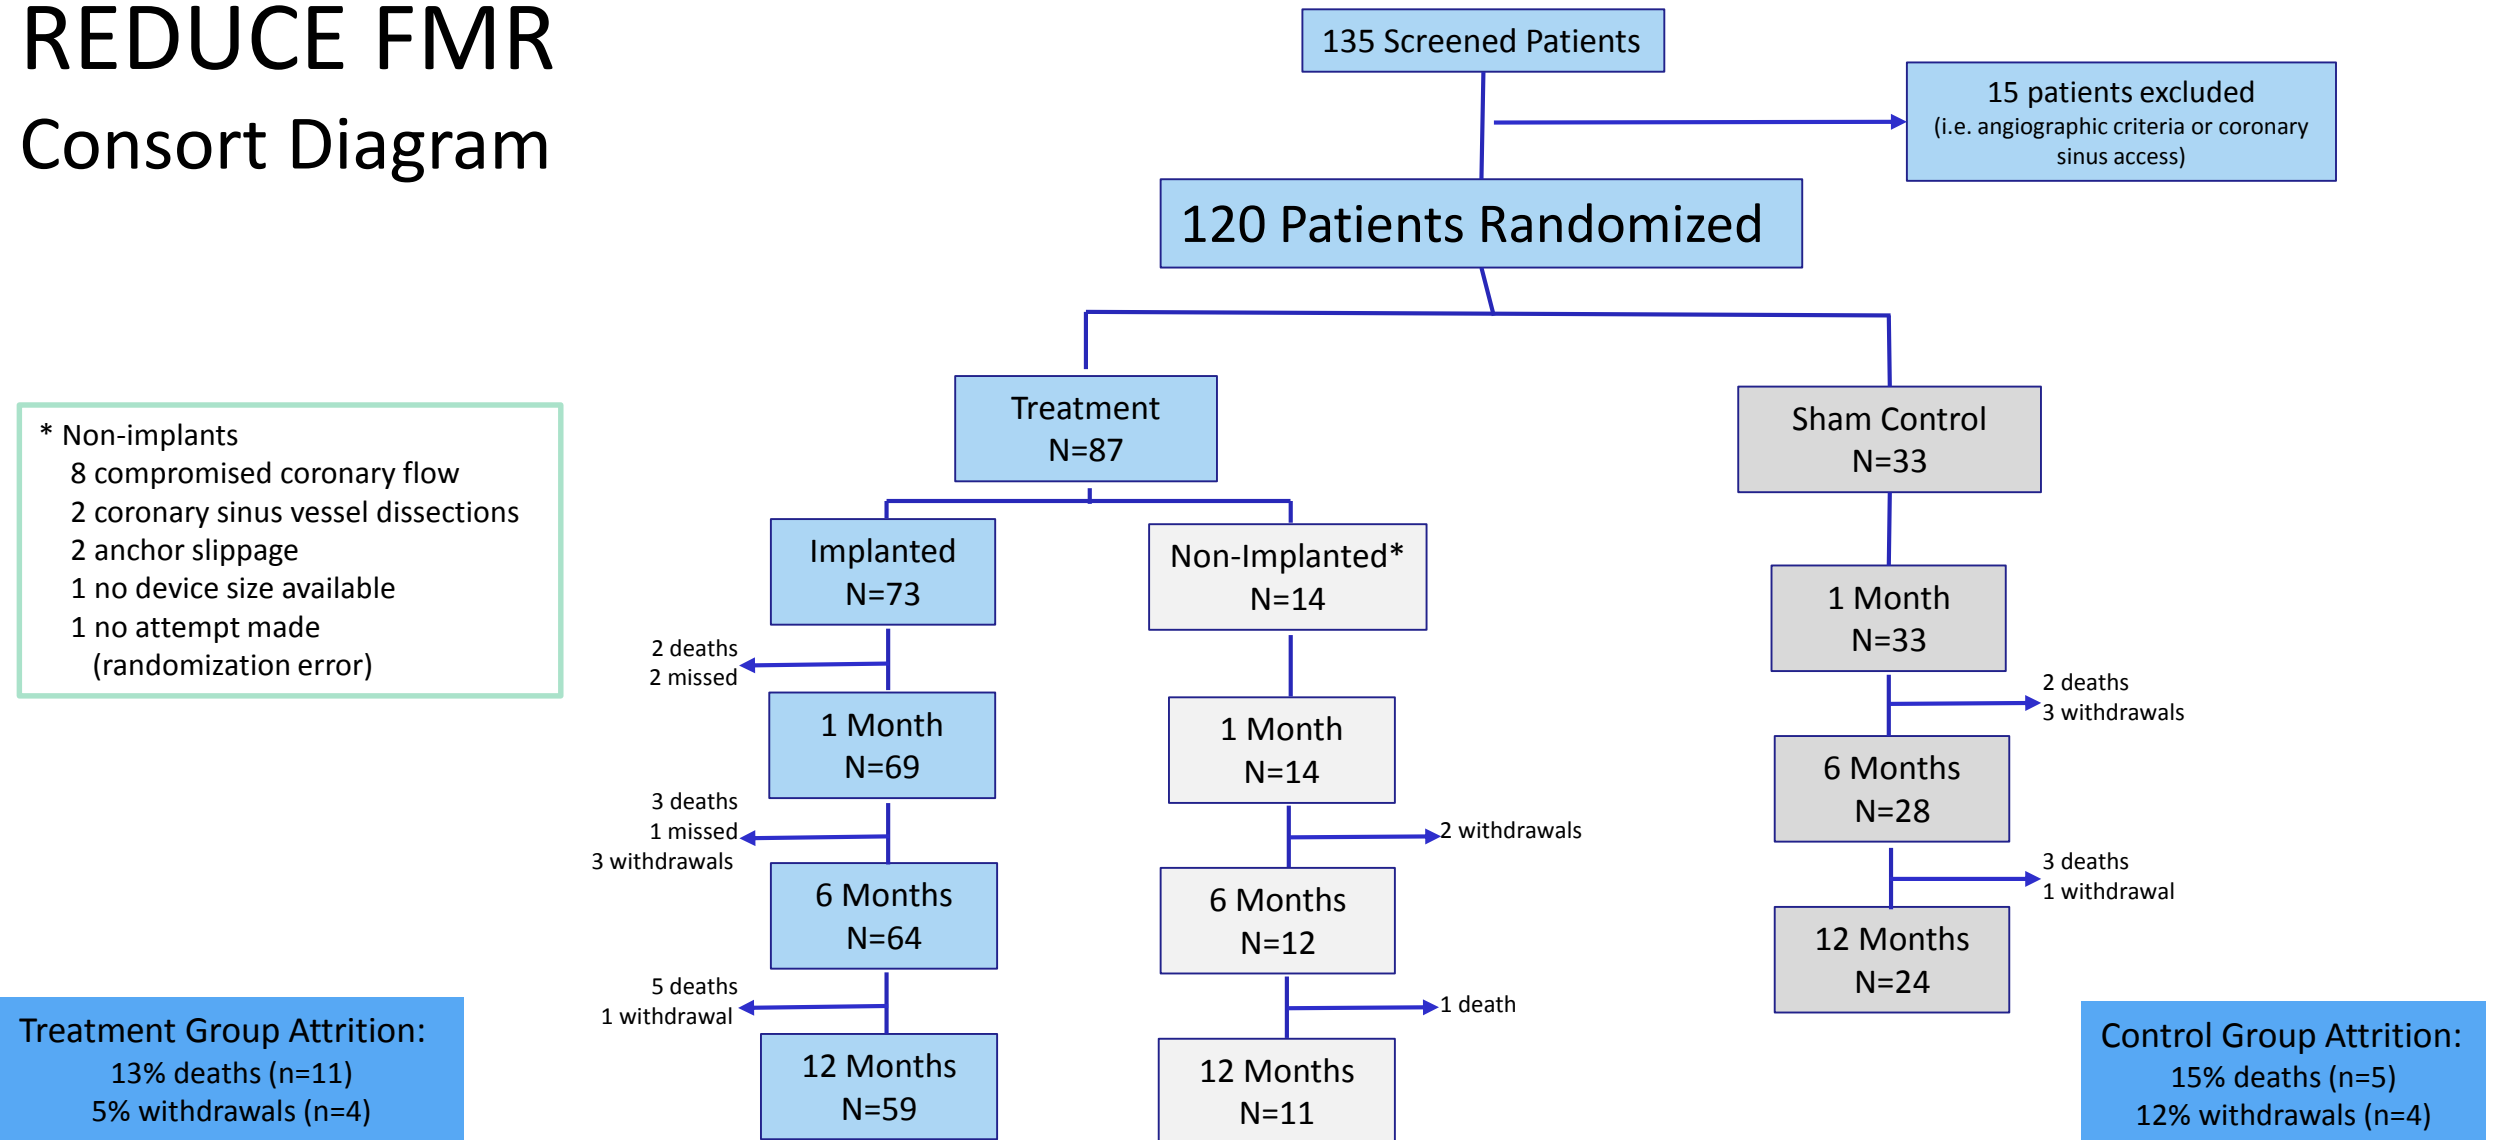 REDUCE FMR
Consort Diagram
135 Screened Patients
15 patients excluded
(i.e. angiographic criteria or coronary
sinus access)
120 Patients Randomized
* Non-implants
8 compromised coronary flow
2 coronary sinus vessel dissections
2 anchor slippage
1 no device size available
1 no attempt made
(randomization error)
Treatment
N=87
Sham Control
N=33
Implanted
N=73
Non-Implanted*
N=14
1 Month
N=33
2 deaths
2 missed
1 Month
N=69
1 Month
N=14
2 deaths
3 withdrawals
6 Months
N=28
3 deaths
1 missed
3 withdrawals
2 withdrawals
6 Months
N=64
6 Months
N=12
3 deaths
1 withdrawal
12 Months
N=24
5 deaths
1 withdrawal
1 death
12 Months
N=59
12 Months
N=11
Treatment Group Attrition:
13% deaths (n=11)
5% withdrawals (n=4)
Control Group Attrition:
15% deaths (n=5)
12% withdrawals (n=4)